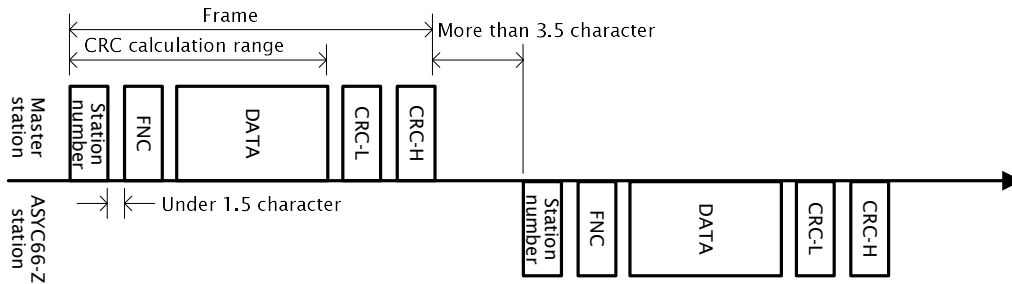 Frame
More than 3.5 character
CRC calculation range
Master
station
Station
number
FNC
DATA
CRC-L
CRC-H
Under 1.5 character
ASYC66-Z
station
Station
number
FNC
DATA
CRC-L
CRC-H